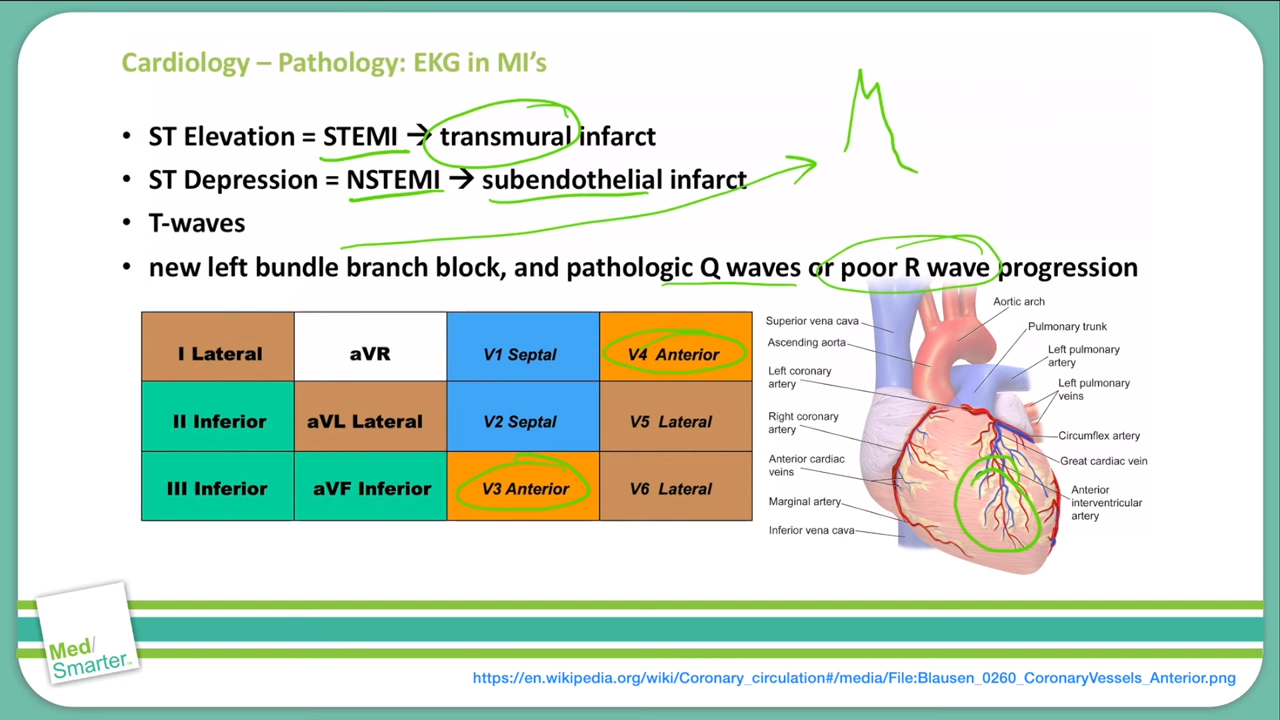 Cardiology – Pathology: EKG in MI's
• ST Elevation = STEMI → transmural infarct
• ST Depression = NSTEMI → subendothelial infarct
• T-waves
• new left bundle branch block, and pathologic Q waves or poor R wave progression
I Lateral aVR V1 Septal V4 Anterior
II Inferior aVL Lateral V2 Septal V5 Lateral
III Inferior aVF Inferior V3 Anterior V6 Lateral
Superior vena cava
Ascending aorta
Left coronary
artery
Right coronary
artery
Anterior cardiac
veins
Marginal artery
Inferior vena cava
Aortic arch
Pulmonary trunk
Left pulmonary
artery
Left pulmonary
veins
Circumflex artery
Great cardiac vein
Anterior
interventricular
artery
Med/
Smarter™
https://en.wikipedia.org/wiki/Coronary_circulation#/media/File:Blausen_0260_CoronaryVessels_Anterior.png